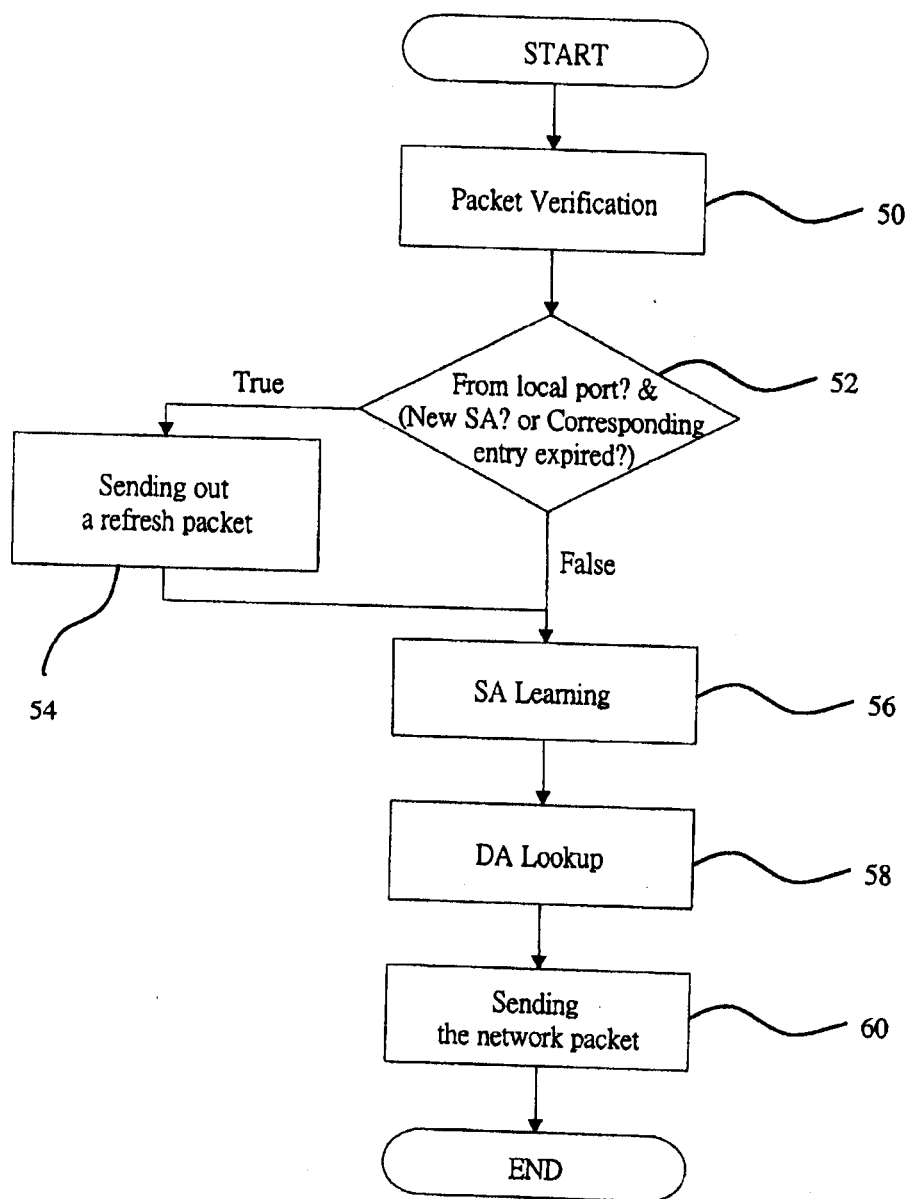 START
Packet Verification
50
From local port? &
(New SA? or Corresponding
entry expired?)
52
True
Sending out
a refresh packet
54
False
SA Learning
56
DA Lookup
58
Sending
the network packet
60
END